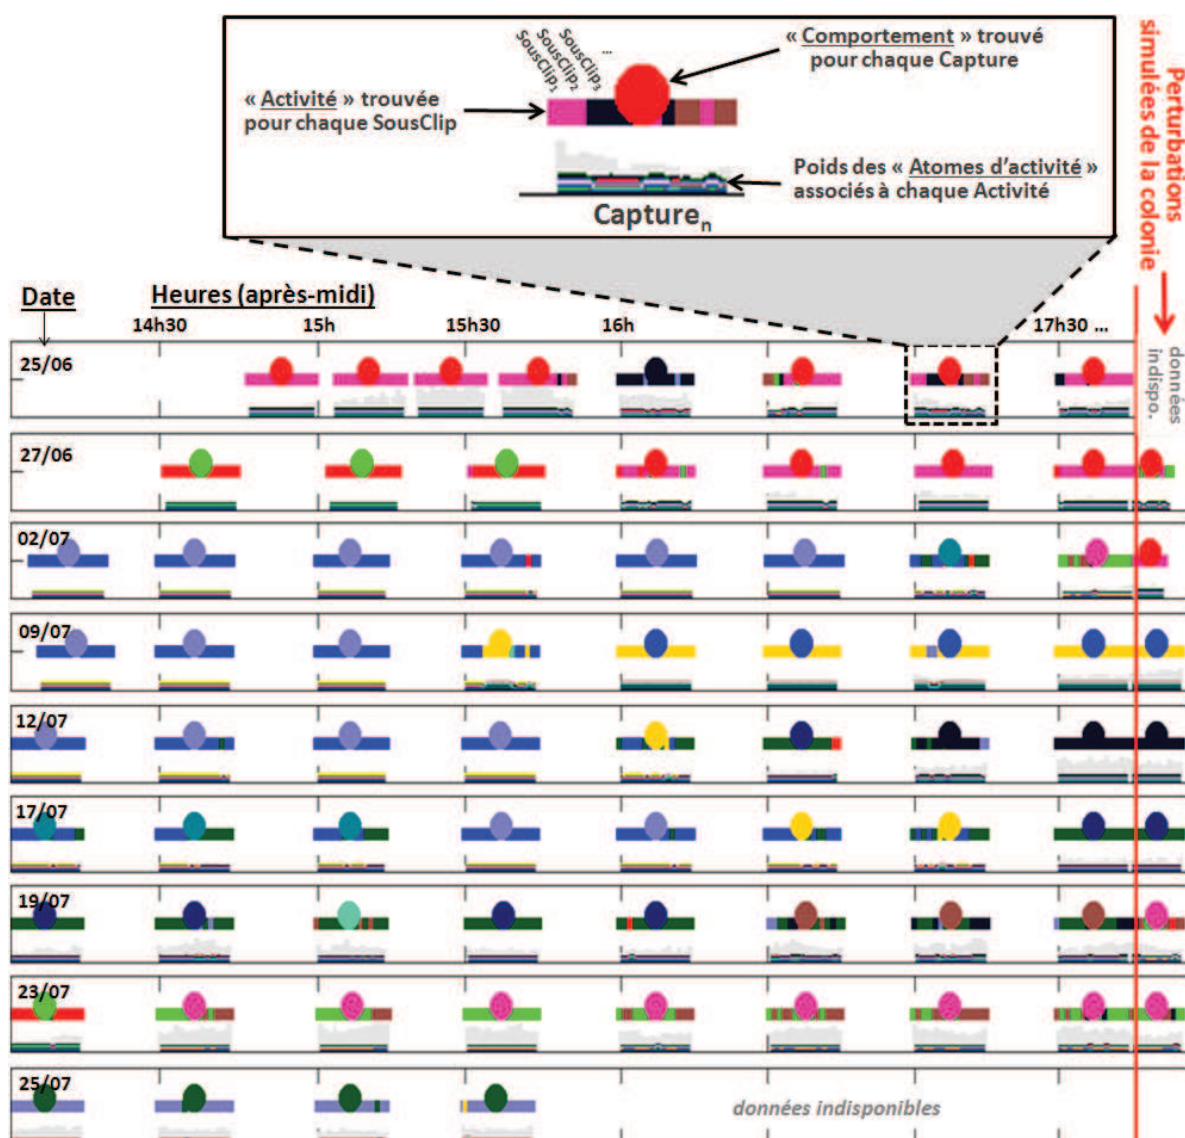 SousClip1
SousClip2
SousClip3
...
« Comportement » trouvé
pour chaque Capture
« Activité » trouvée
pour chaque SousClip
Poids des « Atomes d'activité »
associés à chaque Activité
Capturen
Perturbations
simulées de la colonie
Date
Heures (après-midi)
14h30 15h 15h30 16h 17h30 ...
25/06
données
indispo.
27/06
02/07
09/07
12/07
17/07
19/07
23/07
25/07
données indisponibles